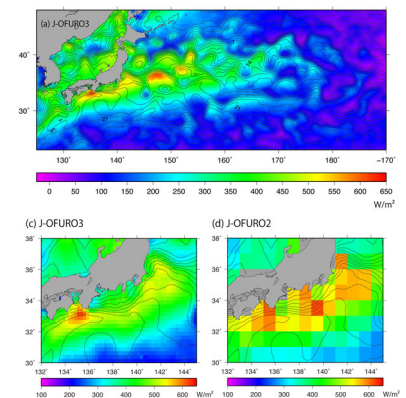 (a) J-OFURO3
40°
30°
130° 140° 150° 160° 170° 180° −170°
0 50 100 150 200 250 300 350 400 450 500 550 600 650
W/m²
(c) J-OFURO3 (d) J-OFURO2
38° 38°
36° 36°
34° 34°
32° 32°
30° 30°
132° 134° 136° 138° 140° 142° 144° 132° 134° 136° 138° 140° 142° 144°
100 200 300 400 500 600 W/m² 100 200 300 400 500 600 W/m²